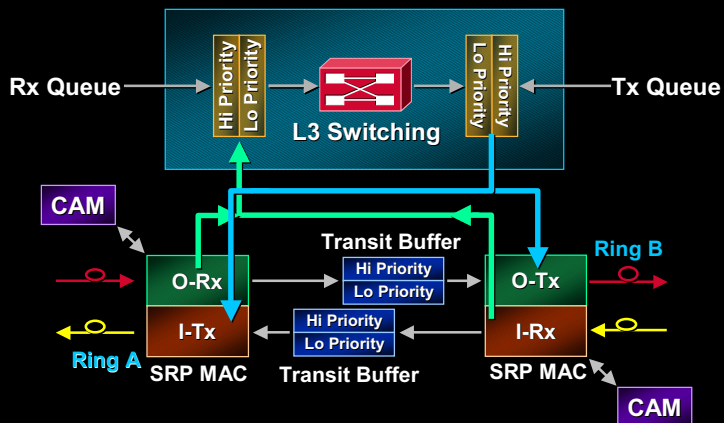 Rx Queue
Hi Priority
Lo Priority
L3 Switching
Lo Priority
Hi Priority
Tx Queue
CAM
Transit Buffer
Ring B
O-Rx
Hi Priority
Lo Priority
O-Tx
I-Tx
Hi Priority
Lo Priority
I-Rx
Ring A
SRP MAC
Transit Buffer
SRP MAC
CAM